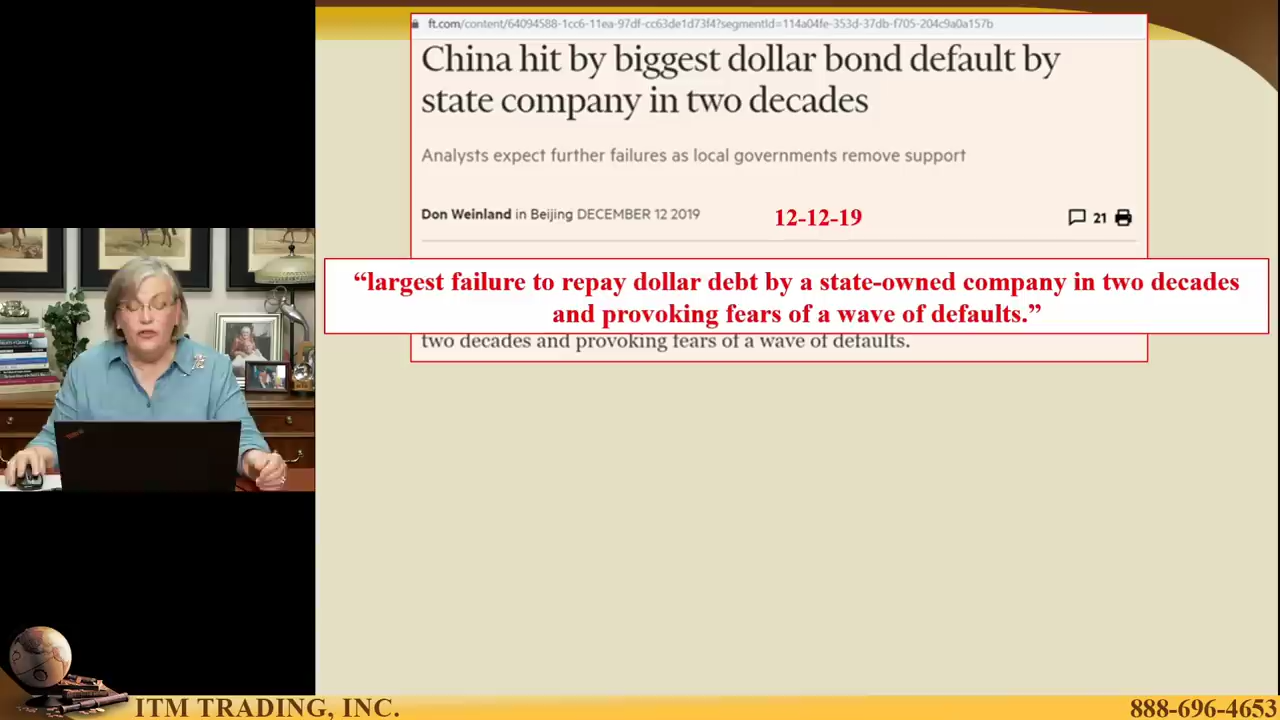 ft.com/content/64094588-1cc6-11ea-97df-cc63de1d73f4?segmentId=114a04fe-353d-37db-f705-204c9a0a157b
China hit by biggest dollar bond default by
state company in two decades
Analysts expect further failures as local governments remove support
Don Weinland in Beijing DECEMBER 12 2019
12-12-19
21
“largest failure to repay dollar debt by a state-owned company in two decades
and provoking fears of a wave of defaults.”
two decades and provoking fears of a wave of defaults.
ITM TRADING, INC.
888-696-4653